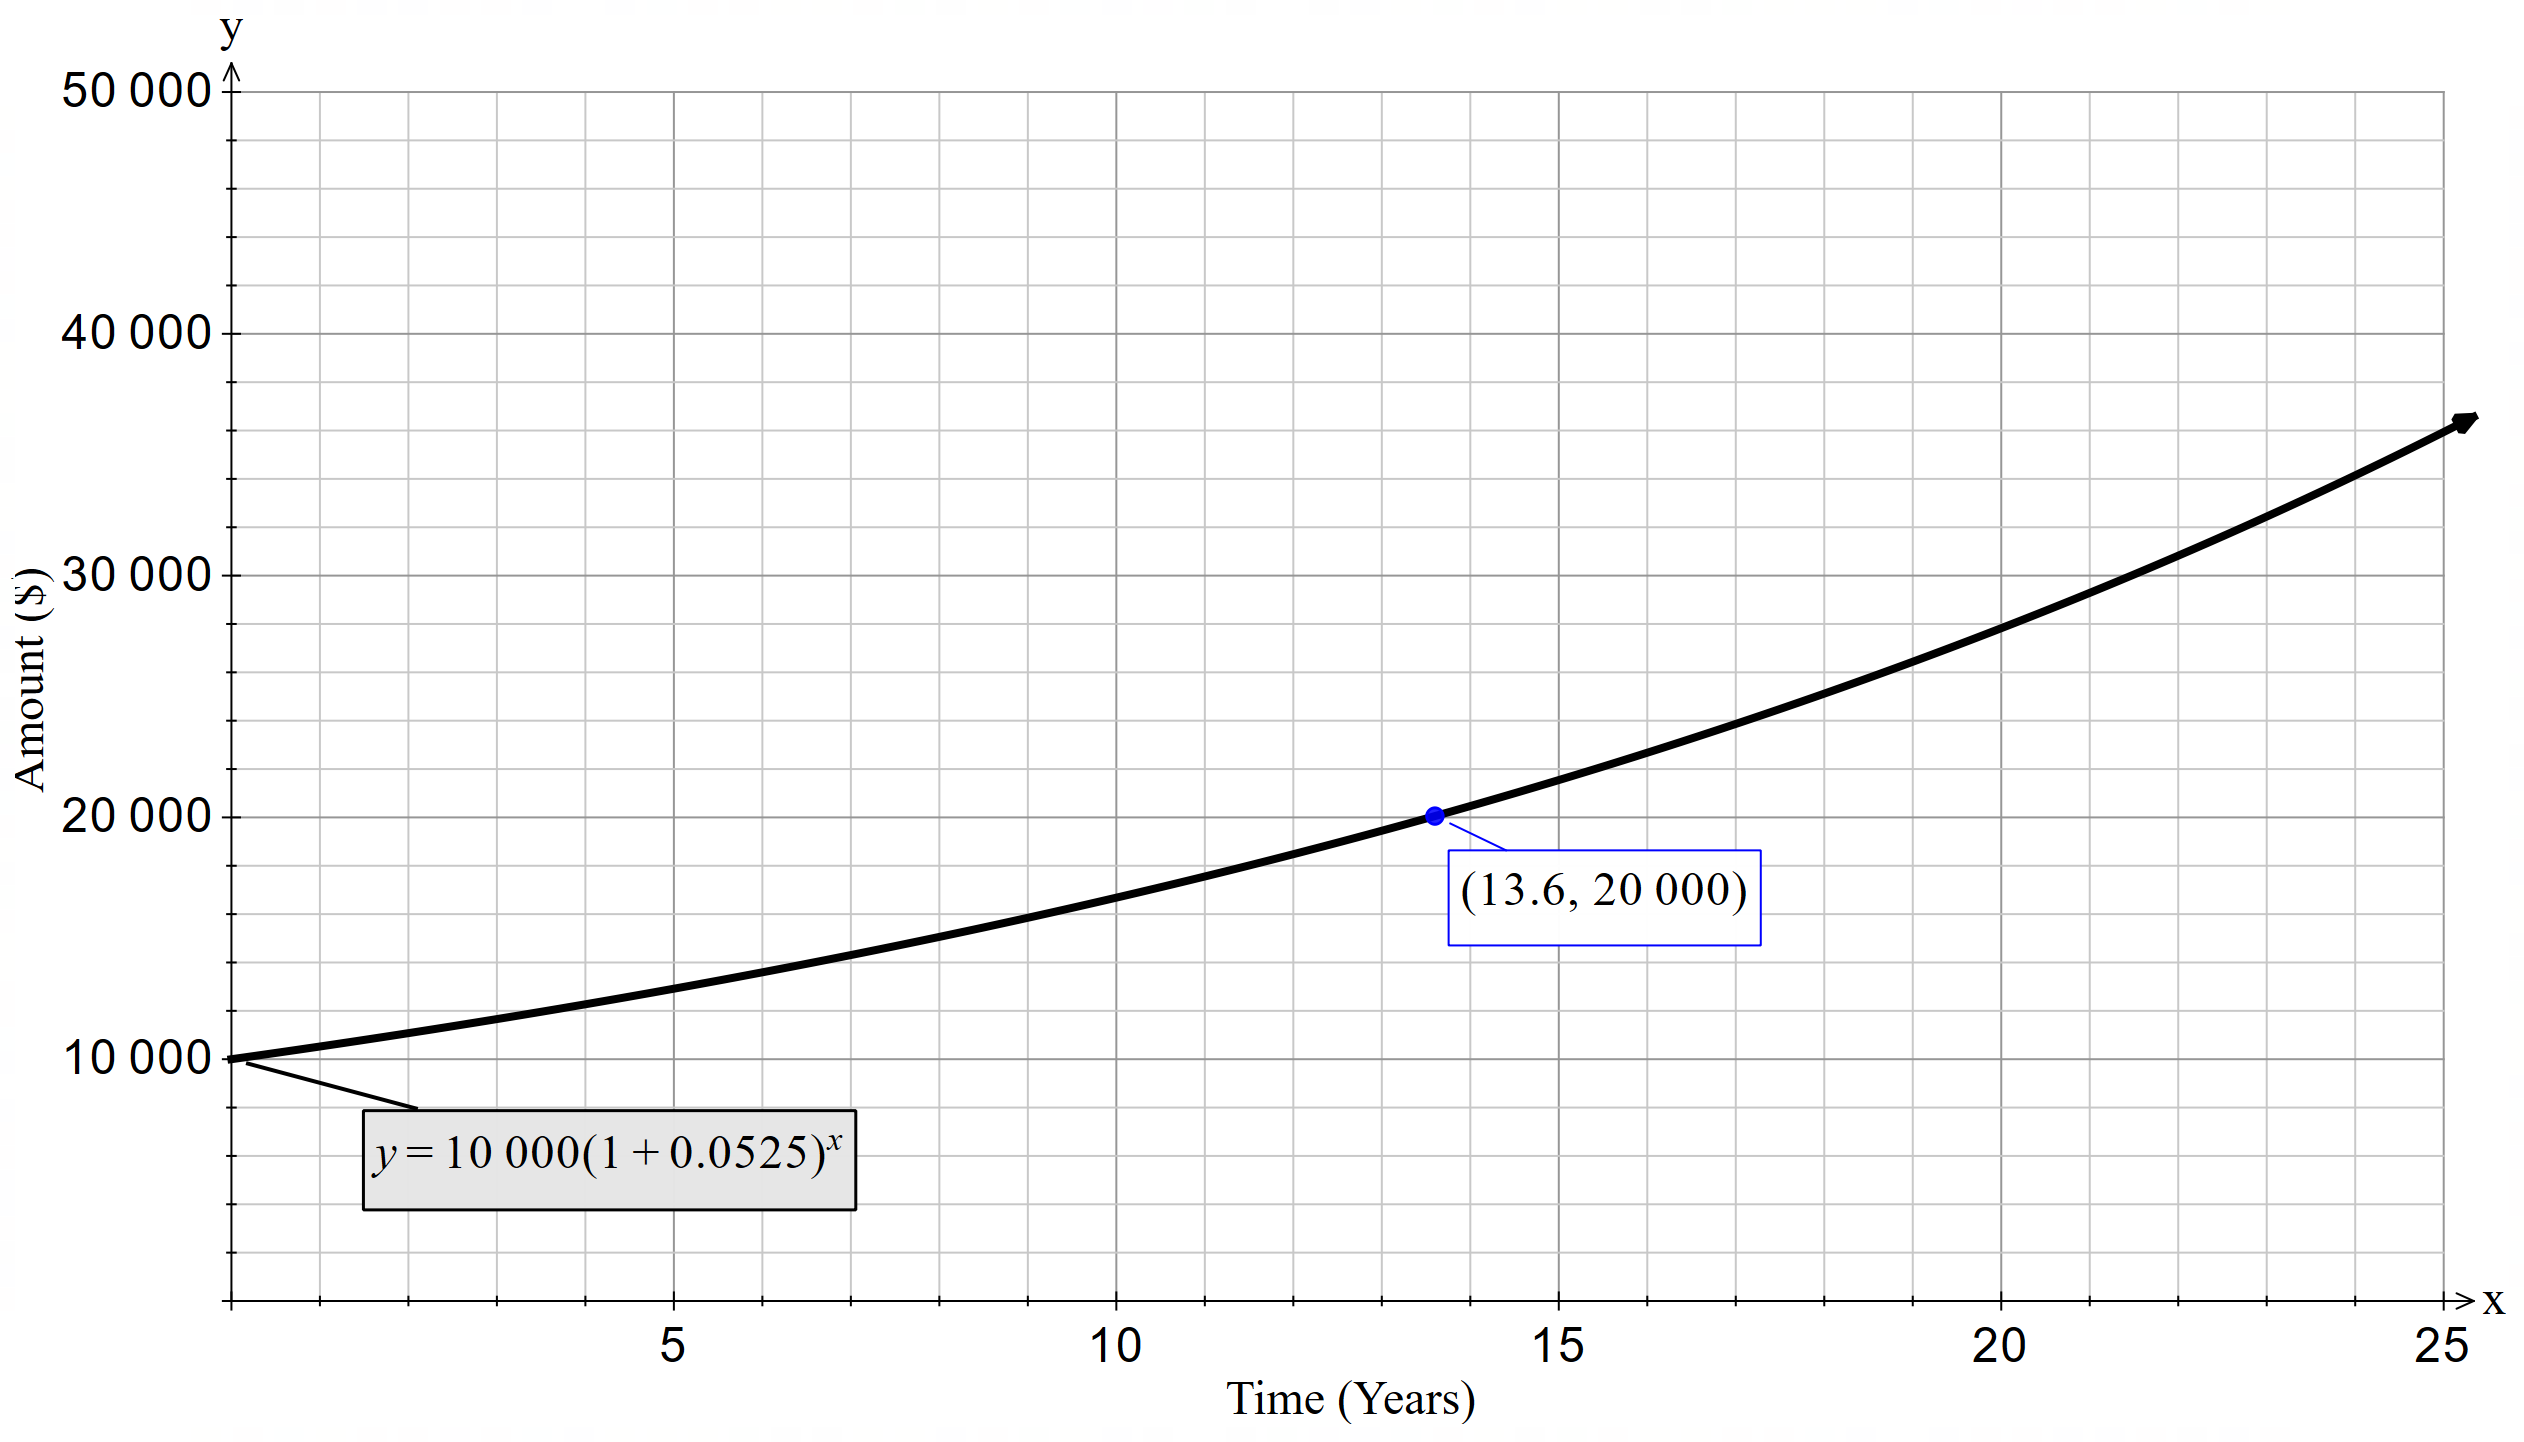 y
50 000
40 000
30 000
20 000
10 000
Amount ($)
(13.6, 20 000)
y = 10 000(1 + 0.0525)^x
x
5 10 15 20 25
Time (Years)